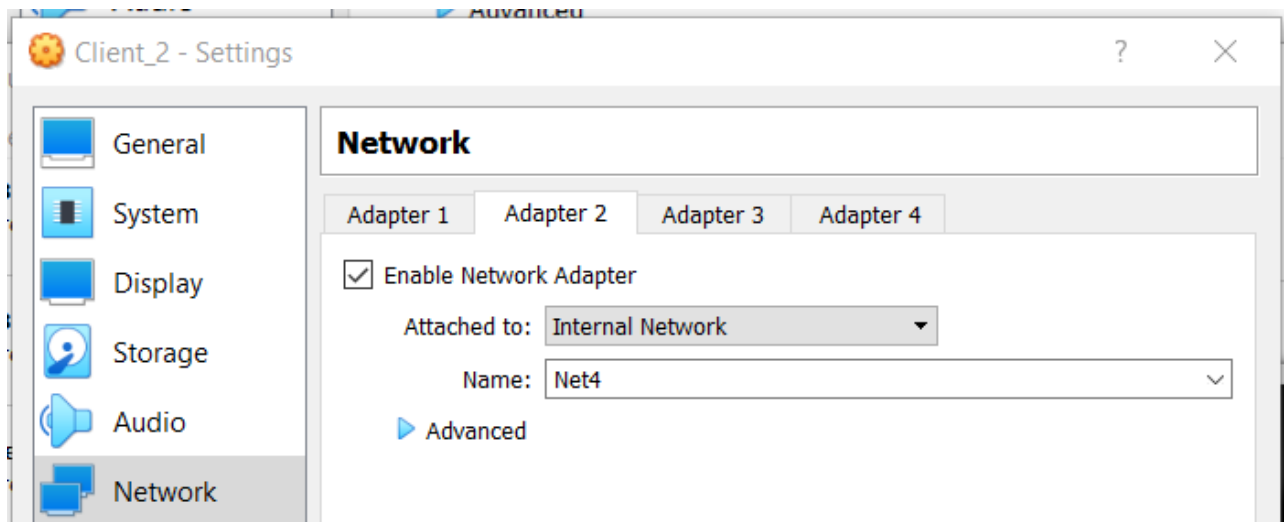 Advanced
Client_2 - Settings
?
General
System
Display
Storage
Audio
Network
Network
Adapter 1 Adapter 2 Adapter 3 Adapter 4
Enable Network Adapter
Attached to: Internal Network
Name: Net4
Advanced